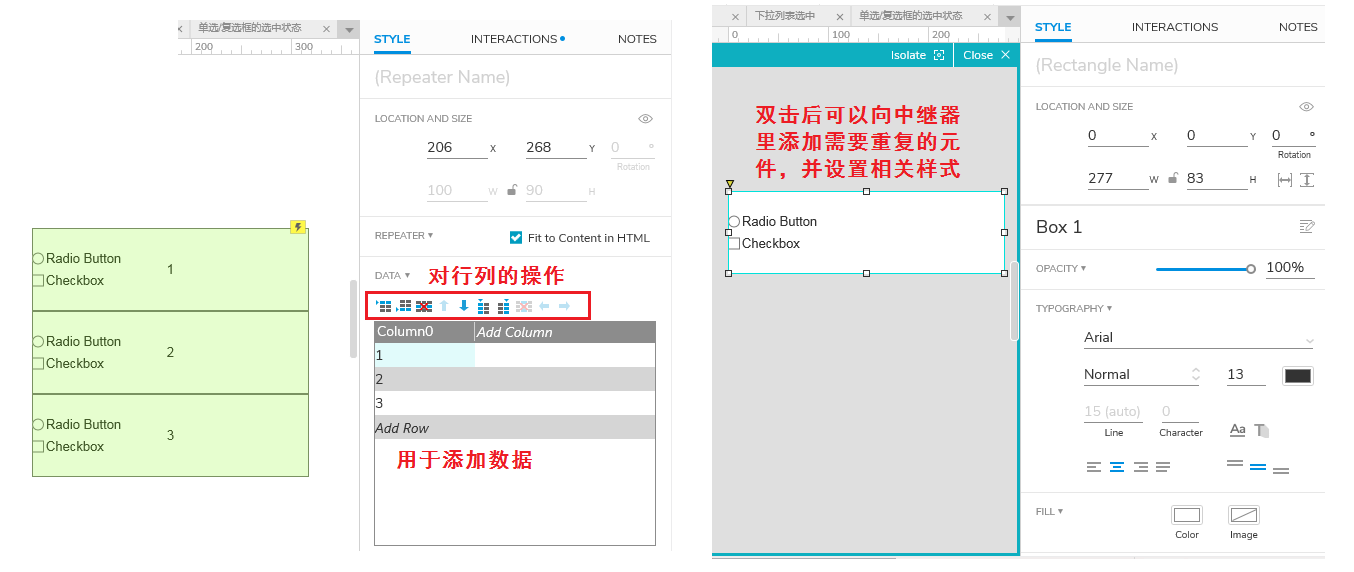 单选/复选框的选中状态
200
300
STYLE
INTERACTIONS
NOTES
(Repeater Name)
LOCATION AND SIZE
206 X 268 Y 0 °
Rotation
100 W 90 H
REPEATER
Fit to Content in HTML
DATA
对行列的操作
Column0 Add Column
1
2
3
Add Row
用于添加数据
Radio Button
Checkbox
1
Radio Button
Checkbox
2
Radio Button
Checkbox
3
下拉列表选中
单选/复选框的选中状态
0
100
200
Isolate
Close
双击后可以向中继器
里添加需要重复的元
件，并设置相关样式
Radio Button
Checkbox
STYLE
INTERACTIONS
NOTES
(Rectangle Name)
LOCATION AND SIZE
0 X 0 Y 0 °
Rotation
277 W 83 H
Box 1
OPACITY 100%
TYPOGRAPHY
Arial
Normal 13
15 (auto) 0
Line Character
Aa T
FILL
Color Image